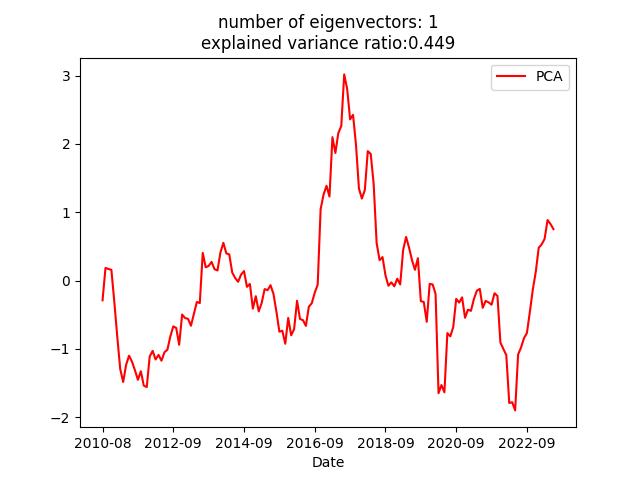 number of eigenvectors: 1
explained variance ratio:0.449
PCA
3
2
1
0
−1
−2
2010-08 2012-09 2014-09 2016-09 2018-09 2020-09 2022-09
Date